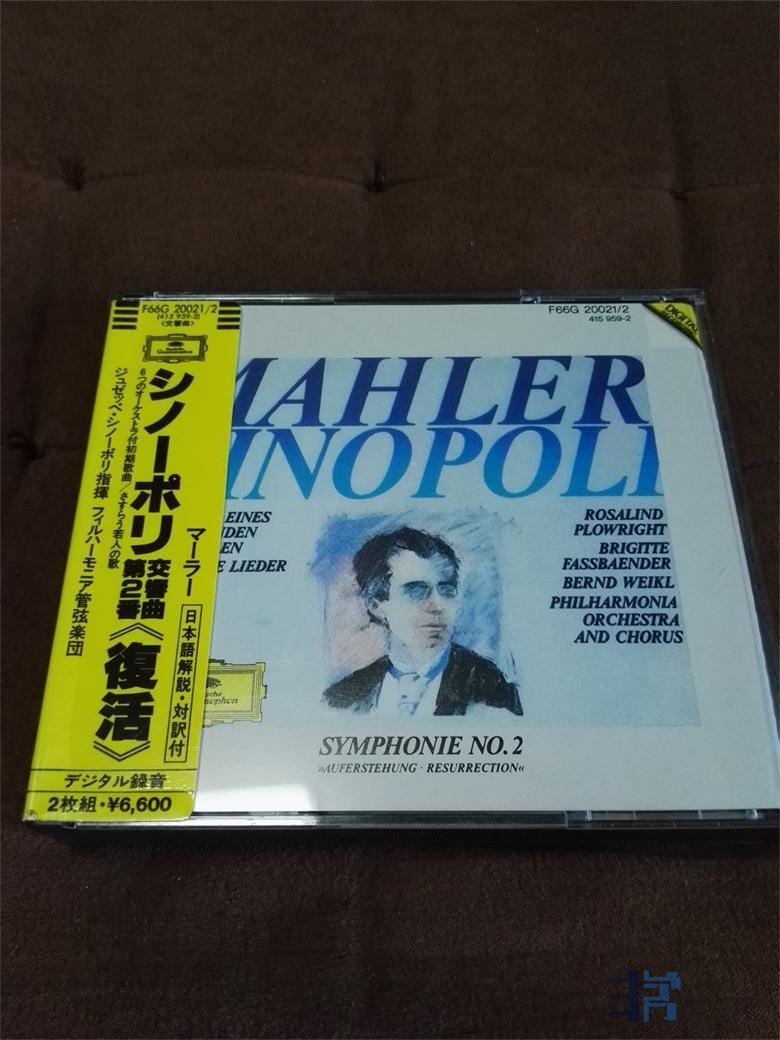 F66G 20021/2
(415 959-2)
〈交響曲〉
シノーポリ
マーラー
交響曲
第2番
《復活》
6つのオーケストラ付初期歌曲/さすらう若人の歌
ジュゼッペ・シノーポリ指揮 フィルハーモニア管弦楽団
日本語解説・対訳付
デジタル録音
2枚組・¥6,600
F66G 20021/2
415 959-2
DIGITAL
MAHLER
INOPOLI
EINES
DEN
EN
E LIEDER
ROSALIND
PLOWRIGHT
BRIGITTE
FASSBAENDER
BERND WEIKL
PHILHARMONIA
ORCHESTRA
AND CHORUS
SYMPHONIE NO. 2
»AUFERSTEHUNG · RESURRECTION«